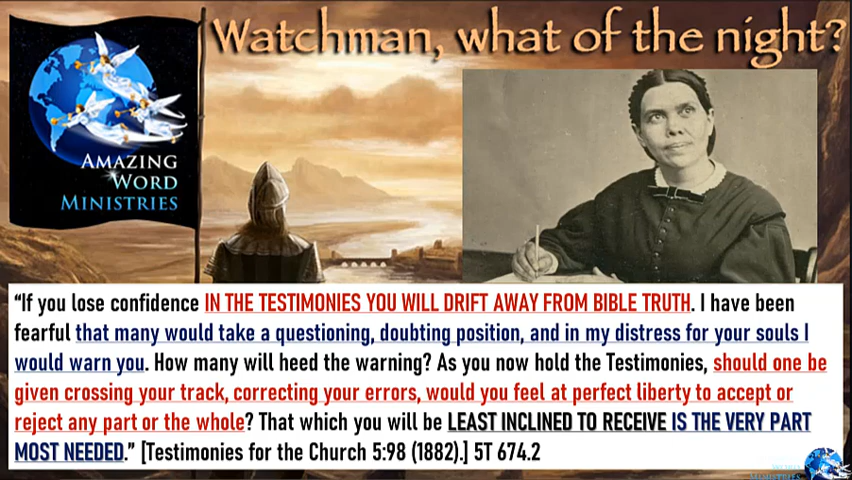 Watchman, what of the night?
AMAZING
WORD
MINISTRIES
“If you lose confidence IN THE TESTIMONIES YOU WILL DRIFT AWAY FROM BIBLE TRUTH. I have been
fearful that many would take a questioning, doubting position, and in my distress for your souls I
would warn you. How many will heed the warning? As you now hold the Testimonies, should one be
given crossing your track, correcting your errors, would you feel at perfect liberty to accept or
reject any part or the whole? That which you will be LEAST INCLINED TO RECEIVE IS THE VERY PART
MOST NEEDED.” [Testimonies for the Church 5:98 (1882).] 5T 674.2